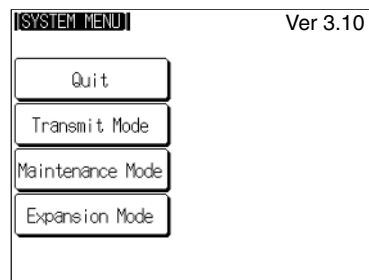 [SYSTEM MENU]
Ver 3.10
Quit
Transmit Mode
Maintenance Mode
Expansion Mode